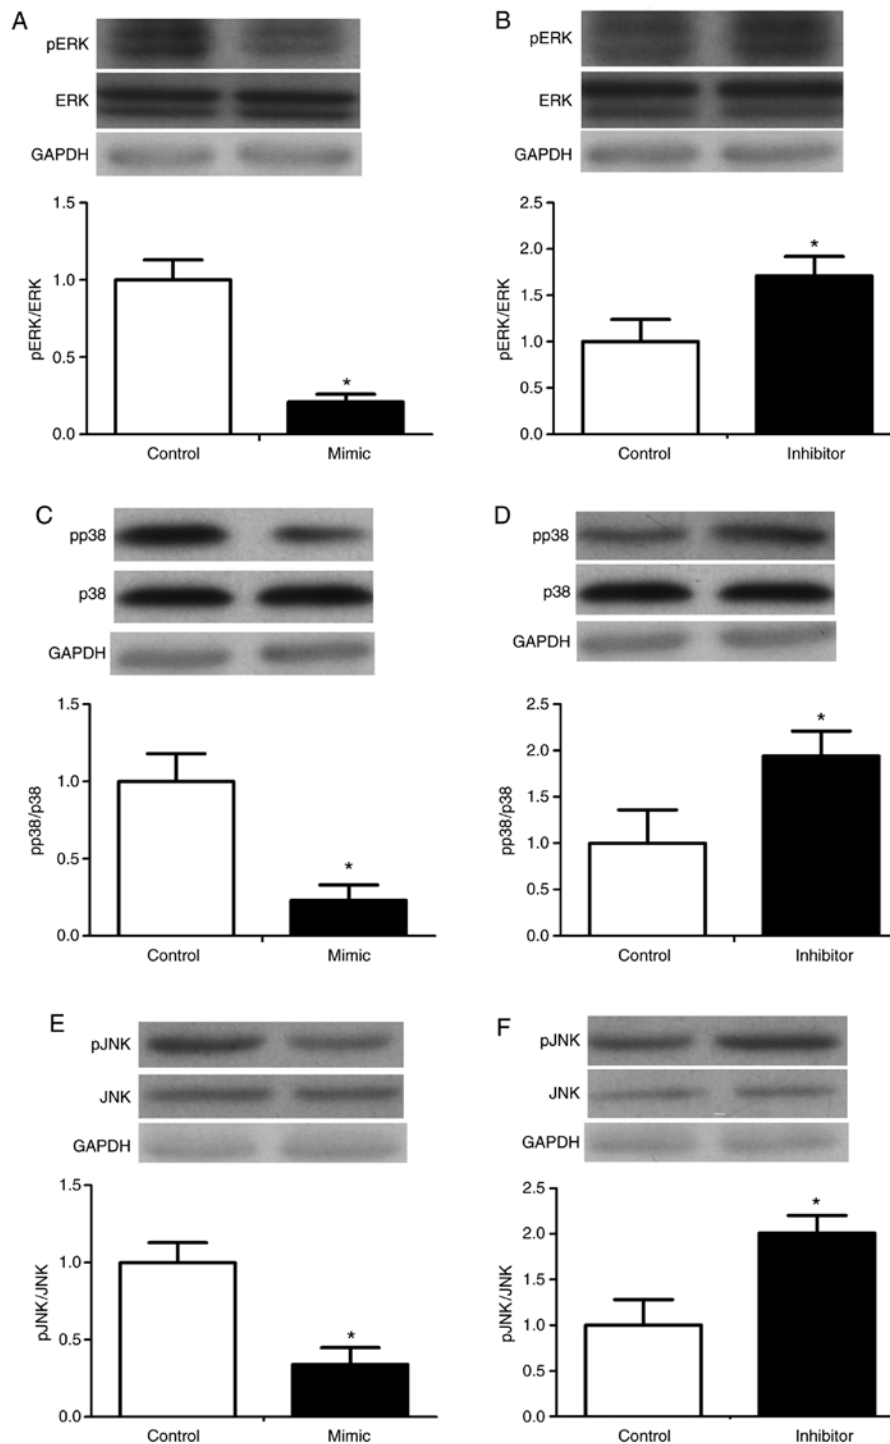 A
pERK
ERK
GAPDH
1.5
1.0
0.5
0.0
pERK/ERK
*
Control
Mimic
B
pERK
ERK
GAPDH
2.5
2.0
1.5
1.0
0.5
0.0
pERK/ERK
*
Control
Inhibitor
C
pp38
p38
GAPDH
1.5
1.0
0.5
0.0
pp38/p38
*
Control
Mimic
D
pp38
p38
GAPDH
2.5
2.0
1.5
1.0
0.5
0.0
pp38/p38
*
Control
Inhibitor
E
pJNK
JNK
GAPDH
1.5
1.0
0.5
0.0
pJNK/JNK
*
Control
Mimic
F
pJNK
JNK
GAPDH
2.5
2.0
1.5
1.0
0.5
0.0
pJNK/JNK
*
Control
Inhibitor